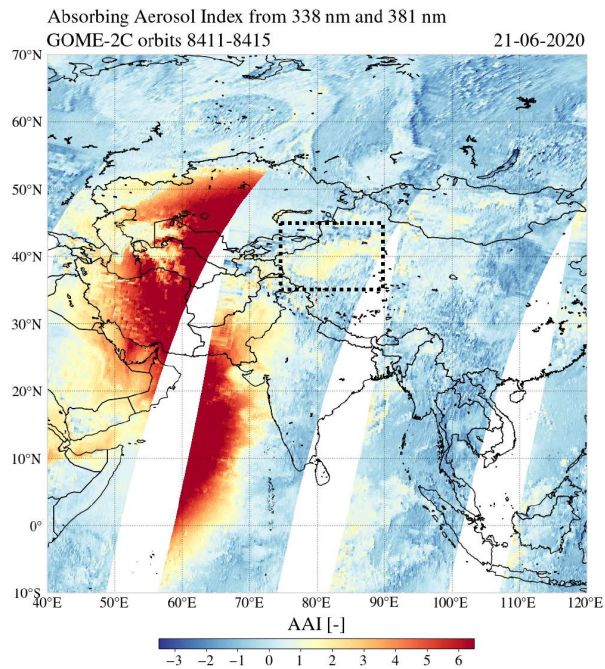 Absorbing Aerosol Index from 338 nm and 381 nm
GOME-2C orbits 8411-8415 21-06-2020
70°N
60°N
50°N
40°N
30°N
20°N
10°N
0°
10°S
40°E 50°E 60°E 70°E 80°E 90°E 100°E 110°E 120°E
AAI [-]
−3 −2 −1 0 1 2 3 4 5 6